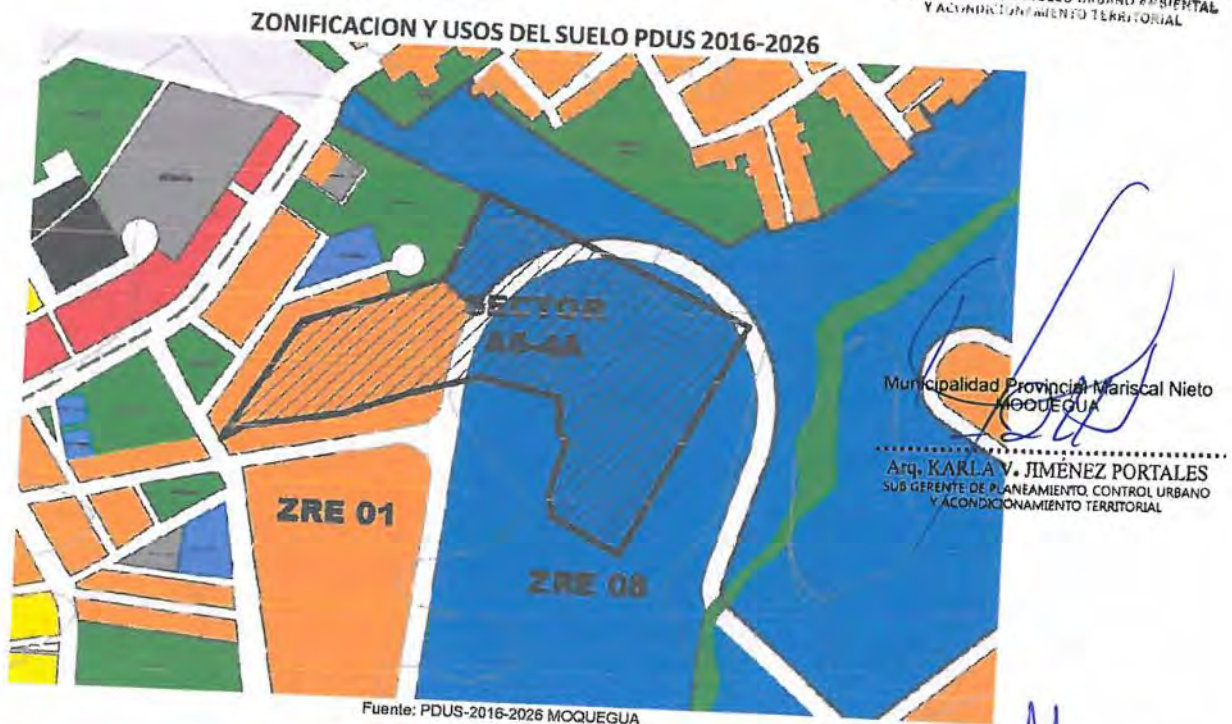 Y ACONDICIONAMIENTO TERRITORIAL
ZONIFICACION Y USOS DEL SUELO PDUS 2016-2026
SECTOR
ZRE 01
ZRE 08
Municipalidad Provincial Mariscal Nieto
MOQUEGUA
Arq. KARLA V. JIMÉNEZ PORTALES
SUB GERENTE DE PLANEAMIENTO, CONTROL URBANO
Y ACONDICIONAMIENTO TERRITORIAL
Fuente: PDUS-2016-2026 MOQUEGUA